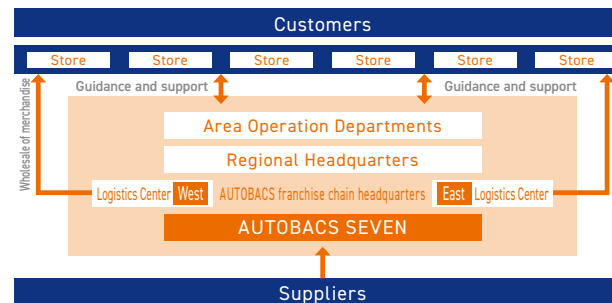 Customers
Store Store Store Store Store Store
Guidance and support Guidance and support
Wholesale of merchandise
Area Operation Departments
Regional Headquarters
Logistics Center West AUTOBACS franchise chain headquarters East Logistics Center
AUTOBACS SEVEN
Suppliers